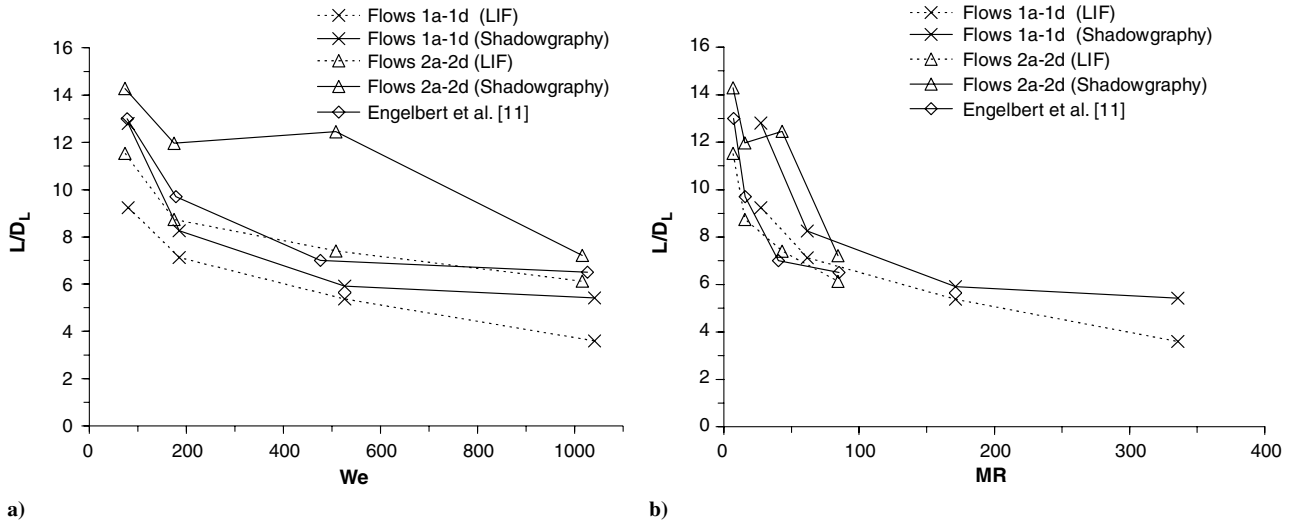 Flows 1a-1d (LIF)
Flows 1a-1d (Shadowgraphy)
Flows 2a-2d (LIF)
Flows 2a-2d (Shadowgraphy)
Engelbert et al. [11]
16
14
12
10
8
6
4
2
0
L/D_L
0 200 400 600 800 1000
We
a)
Flows 1a-1d (LIF)
Flows 1a-1d (Shadowgraphy)
Flows 2a-2d (LIF)
Flows 2a-2d (Shadowgraphy)
Engelbert et al. [11]
16
14
12
10
8
6
4
2
0
L/D_L
0 100 200 300 400
MR
b)